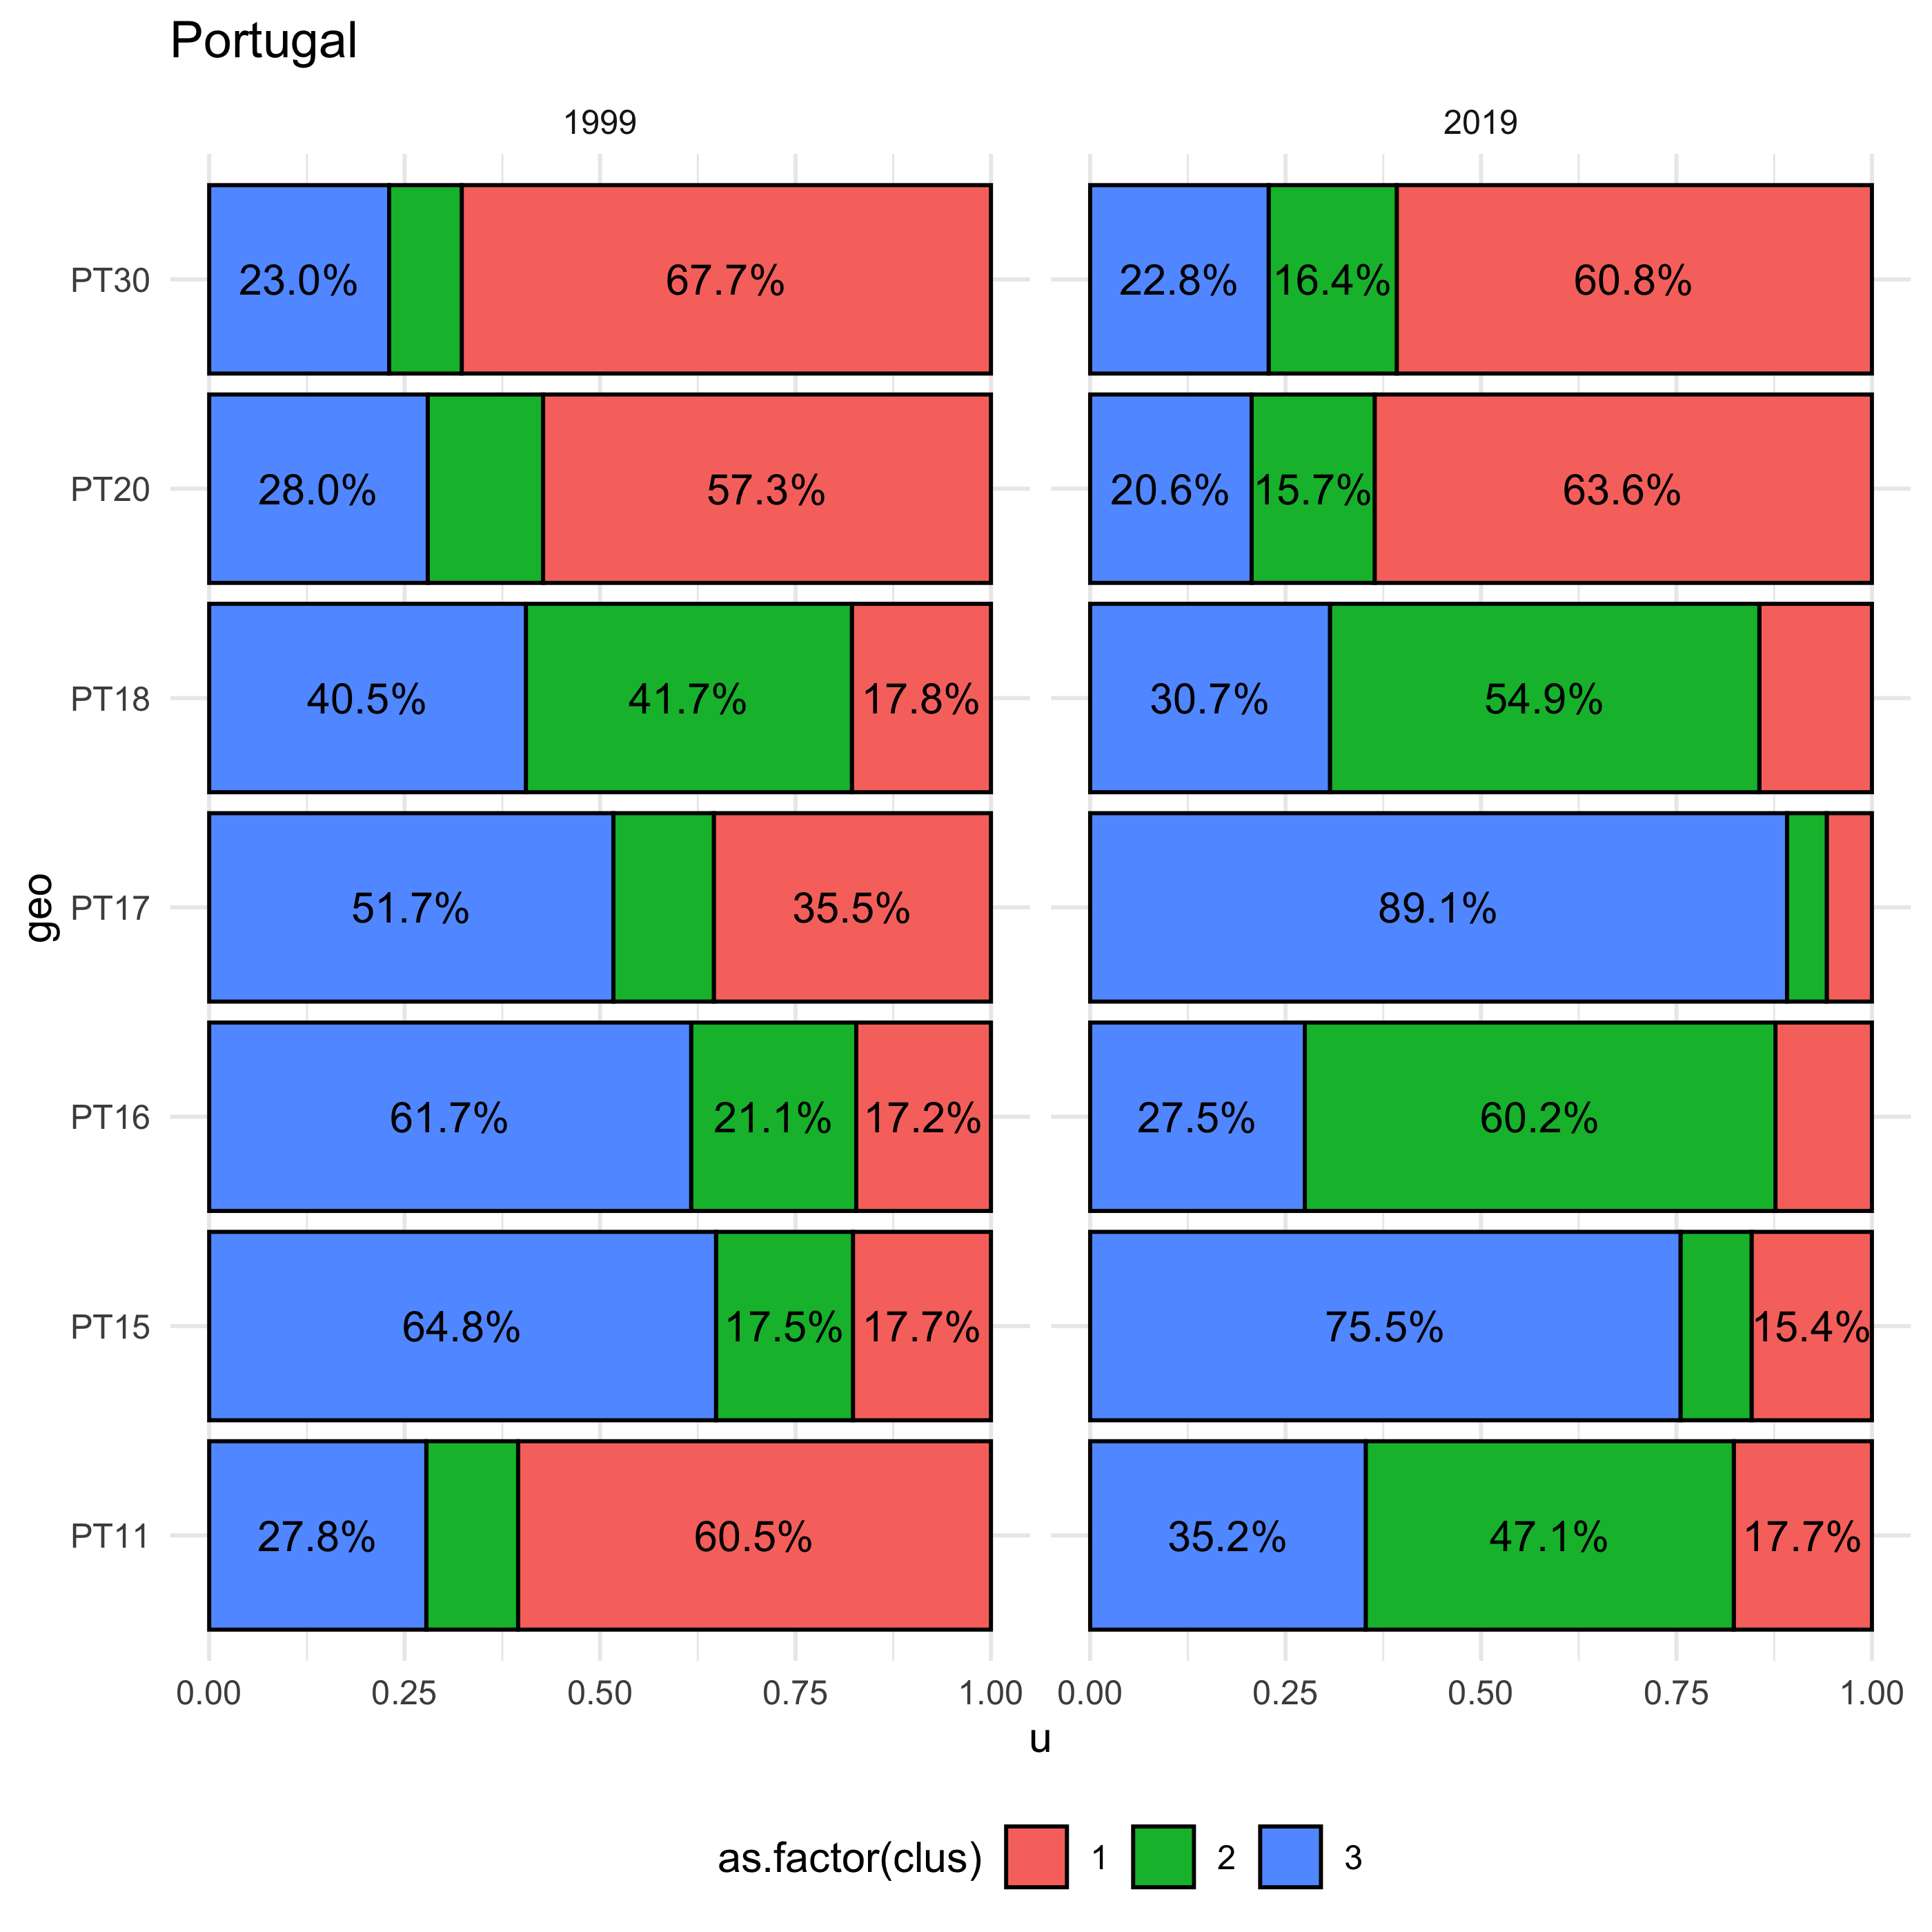 Portugal
1999 2019
PT30 23.0% 67.7% 22.8% 16.4% 60.8%
PT20 28.0% 57.3% 20.6% 15.7% 63.6%
PT18 40.5% 41.7% 17.8% 30.7% 54.9%
geo
PT17 51.7% 35.5% 89.1%
PT16 61.7% 21.1% 17.2% 27.5% 60.2%
PT15 64.8% 17.5% 17.7% 75.5% 15.4%
PT11 27.8% 60.5% 35.2% 47.1% 17.7%
0.00 0.25 0.50 0.75 1.00 0.00 0.25 0.50 0.75 1.00
u
as.factor(clus) 1 2 3